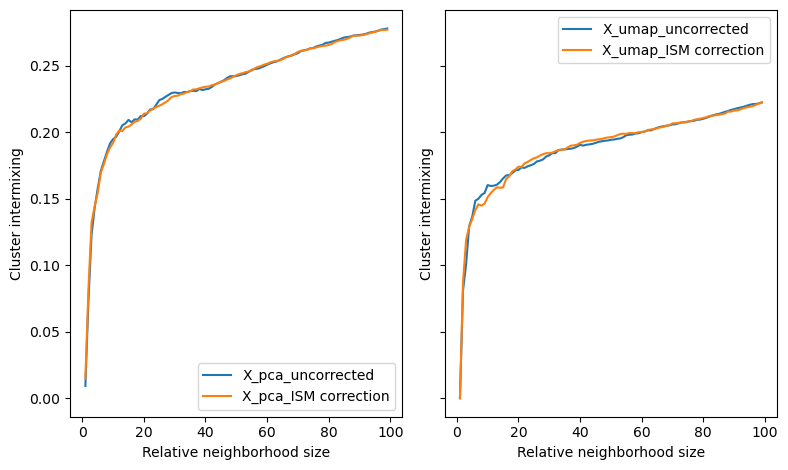 Cluster intermixing
0.25
0.20
0.15
0.10
0.05
0.00
X_pca_uncorrected
X_pca_ISM correction
0 20 40 60 80 100
Relative neighborhood size
Cluster intermixing
X_umap_uncorrected
X_umap_ISM correction
0 20 40 60 80 100
Relative neighborhood size